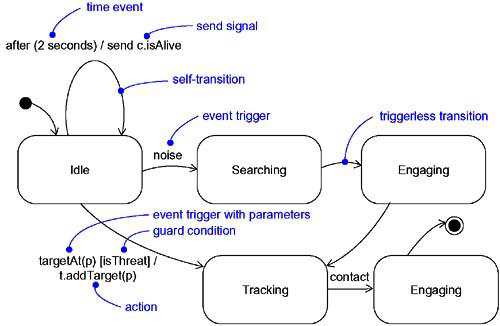 time event
send signal
after (2 seconds) / send c.isAlive
self-transition
event trigger
triggerless transition
noise
Idle
Searching
Engaging
event trigger with parameters
guard condition
targetAt(p) [isThreat] /
t.addTarget(p)
action
Tracking
contact
Engaging